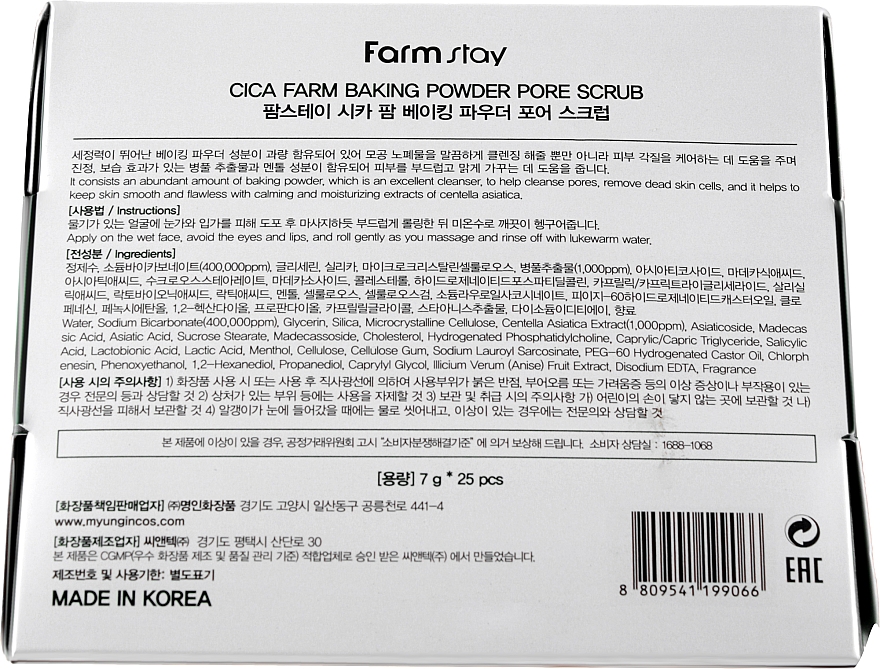 Farm stay
CICA FARM BAKING POWDER PORE SCRUB
팜스테이 시카 팜 베이킹 파우더 포어 스크럽
세정력이 뛰어난 베이킹 파우더 성분이 과량 함유되어 있어 모공 노폐물을 말끔하게 클렌징 해줄 뿐만 아니라 피부 각질을 케어하는 데 도움을 주며
진정, 보습 효과가 있는 병풀 추출물과 멘톨 성분이 함유되어 피부를 부드럽고 맑게 가꾸는 데 도움을 줍니다.
It consists an abundant amount of baking powder, which is an excellent cleanser, to help cleanse pores, remove dead skin cells, and it helps to
keep skin smooth and flawless with calming and moisturizing extracts of centella asiatica.
[사용법 / Instructions]
물기가 있는 얼굴에 눈가와 입가를 피해 도포 후 마사지하듯 부드럽게 롤링한 뒤 미온수로 깨끗이 헹구어줍니다.
Apply on the wet face, avoid the eyes and lips, and roll gently as you massage and rinse off with lukewarm water.
[전성분 / Ingredients]
정제수, 소듐바이카보네이트(400,000ppm), 글리세린, 실리카, 마이크로크리스탈린셀룰로오스, 병풀추출물(1,000ppm), 아시아티코사이드, 마데카식애씨드,
아시아틱애씨드, 수크로오스스테아레이트, 마데카소사이드, 콜레스테롤, 하이드로제네이티드포스파티딜콜린, 카프릴릭/카프릭트라이글리세라이드, 살리실
릭애씨드, 락토바이오닉애씨드, 락틱애씨드, 멘톨, 셀룰로오스, 셀룰로오스검, 소듐라우로일사코시네이트, 피이지-60하이드로제네이티드캐스터오일, 클로
페네신, 페녹시에탄올, 1,2-헥산다이올, 프로판다이올, 카프릴릴글라이콜, 스타아니스추출물, 다이소듐이디티에이, 향료
Water, Sodium Bicarbonate(400,000ppm), Glycerin, Silica, Microcrystalline Cellulose, Centella Asiatica Extract(1,000ppm), Asiaticoside, Madecas
sic Acid, Asiatic Acid, Sucrose Stearate, Madecassoside, Cholesterol, Hydrogenated Phosphatidylcholine, Caprylic/Capric Triglyceride, Salicylic
Acid, Lactobionic Acid, Lactic Acid, Menthol, Cellulose, Cellulose Gum, Sodium Lauroyl Sarcosinate, PEG-60 Hydrogenated Castor Oil, Chlorph
enesin, Phenoxyethanol, 1,2-Hexanediol, Propanediol, Caprylyl Glycol, Illicium Verum (Anise) Fruit Extract, Disodium EDTA, Fragrance
[사용 시의 주의사항] 1) 화장품 사용 시 또는 사용 후 직사광선에 의하여 사용부위가 붉은 반점, 부어오름 또는 가려움증 등의 이상 증상이나 부작용이 있는
경우 전문의 등과 상담할 것 2) 상처가 있는 부위 등에는 사용을 자제할 것 3) 보관 및 취급 시의 주의사항 가) 어린이의 손이 닿지 않는 곳에 보관할 것 나)
직사광선을 피해서 보관할 것 4) 알갱이가 눈에 들어갔을 때에는 물로 씻어내고, 이상이 있는 경우에는 전문의와 상담할 것
본 제품에 이상이 있을 경우, 공정거래위원회 고시 "소비자분쟁해결기준" 에 의거 보상해 드립니다. 소비자 상담실 : 1688-1068
[용량] 7 g * 25 pcs
[화장품책임판매업자] ㈜명인화장품 경기도 고양시 일산동구 공릉천로 441-4
www.myungincos.com
[화장품제조업자] 씨앤텍㈜ 경기도 평택시 산단로 30
본 제품은 CGMP(우수 화장품 제조 및 품질 관리 기준) 적합업체로 승인 받은 씨앤텍(주) 에서 만들었습니다.
제조번호 및 사용기한: 별도표기
MADE IN KOREA
8 809541 199066
EAC